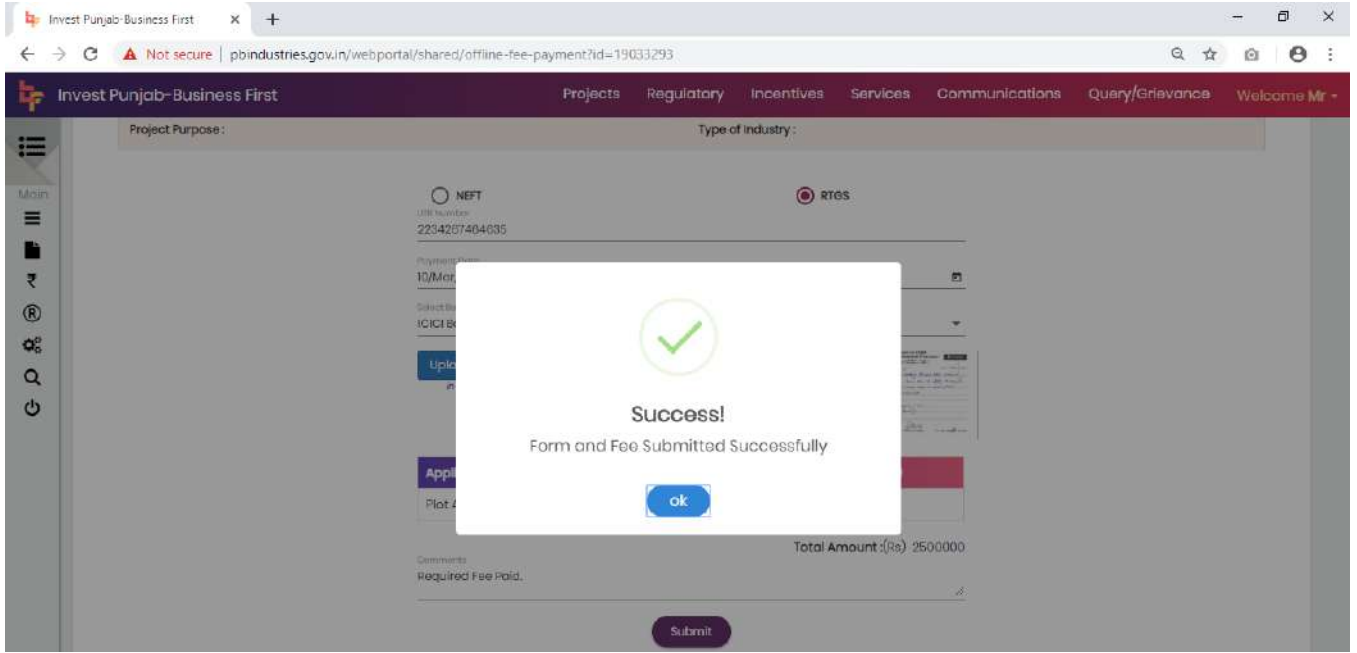 Invest Punjab-Business First
Not secure | pbindustries.gov.in/webportal/shared/offline-fee-payment?id=19033293
Invest Punjab-Business First Projects Regulatory Incentives Services Communications Query/Grievance Welcome Mr
Project Purpose : Type of Industry :
Main
NEFT RTGS
UTR Number
2234267464635
Payment Date
10/Mar,
ICICI
Success!
Form and Fee Submitted Successfully
ok
Plot
Total Amount :(Rs) 2500000
Comments
Required Fee Paid.
Submit